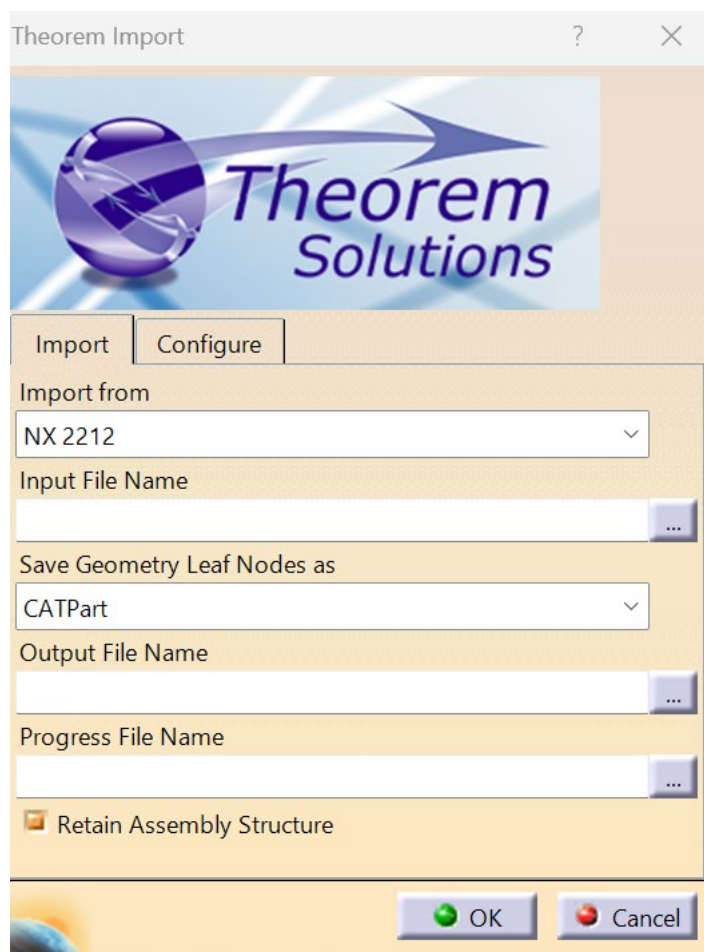 Theorem Import ?
Theorem
Solutions
Import Configure
Import from
NX 2212
Input File Name
...
Save Geometry Leaf Nodes as
CATPart
Output File Name
...
Progress File Name
...
Retain Assembly Structure
OK Cancel